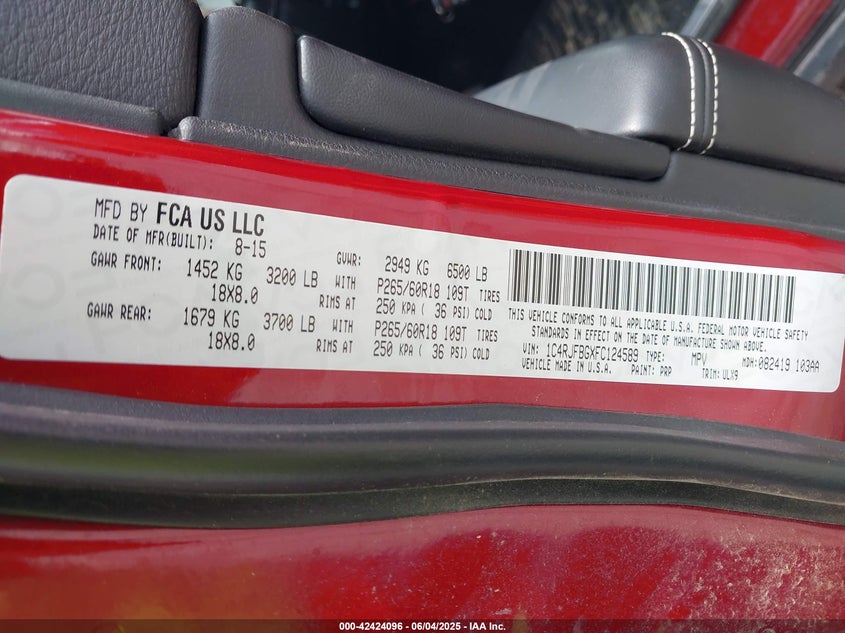 MFD BY FCA US LLC
DATE OF MFR(BUILT): 8-15 GVWR: 2949 KG 6500 LB
GAWR FRONT: 1452 KG 3200 LB WITH P265/60R18 109T TIRES
18X8.0 RIMS AT 250 KPA ( 36 PSI) COLD
GAWR REAR: 1679 KG 3700 LB WITH P265/60R18 109T TIRES
18X8.0 RIMS AT 250 KPA ( 36 PSI) COLD
THIS VEHICLE CONFORMS TO ALL APPLICABLE U.S.A. FEDERAL MOTOR VEHICLE SAFETY
STANDARDS IN EFFECT ON THE DATE OF MANUFACTURE SHOWN ABOVE.
VIN: 1C4RJFBGXFC124589 TYPE: MPV MDH:082419 103AA
VEHICLE MADE IN U.S.A. PAINT: PRP TRIM: ULX9
000-42424096 - 06/04/2025 - IAA Inc.